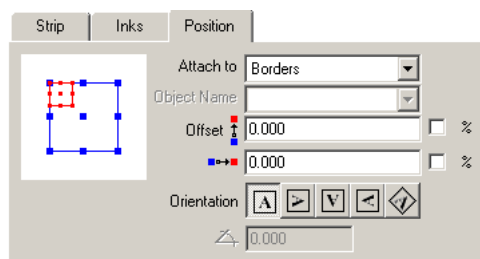 Strip Inks Position
Attach to Borders
Object Name
Offset 0.000 %
0.000 %
Orientation A A A A A
0.000